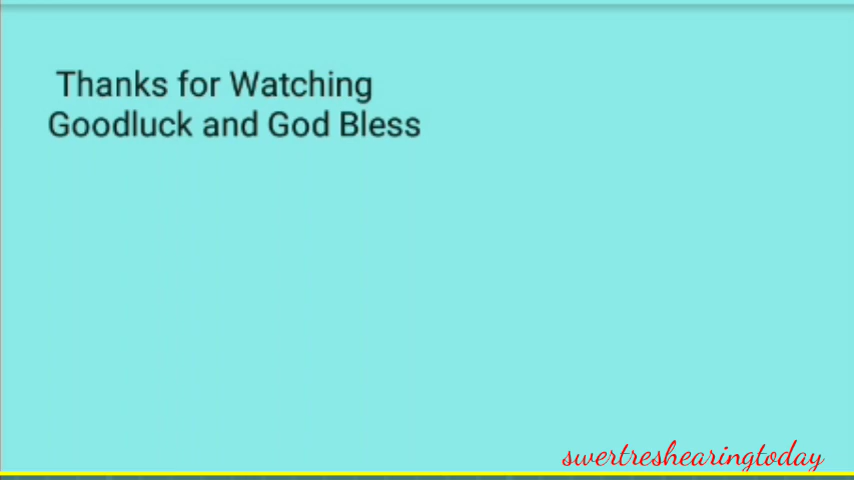 Thanks for Watching
Goodluck and God Bless
swertreshearingtoday